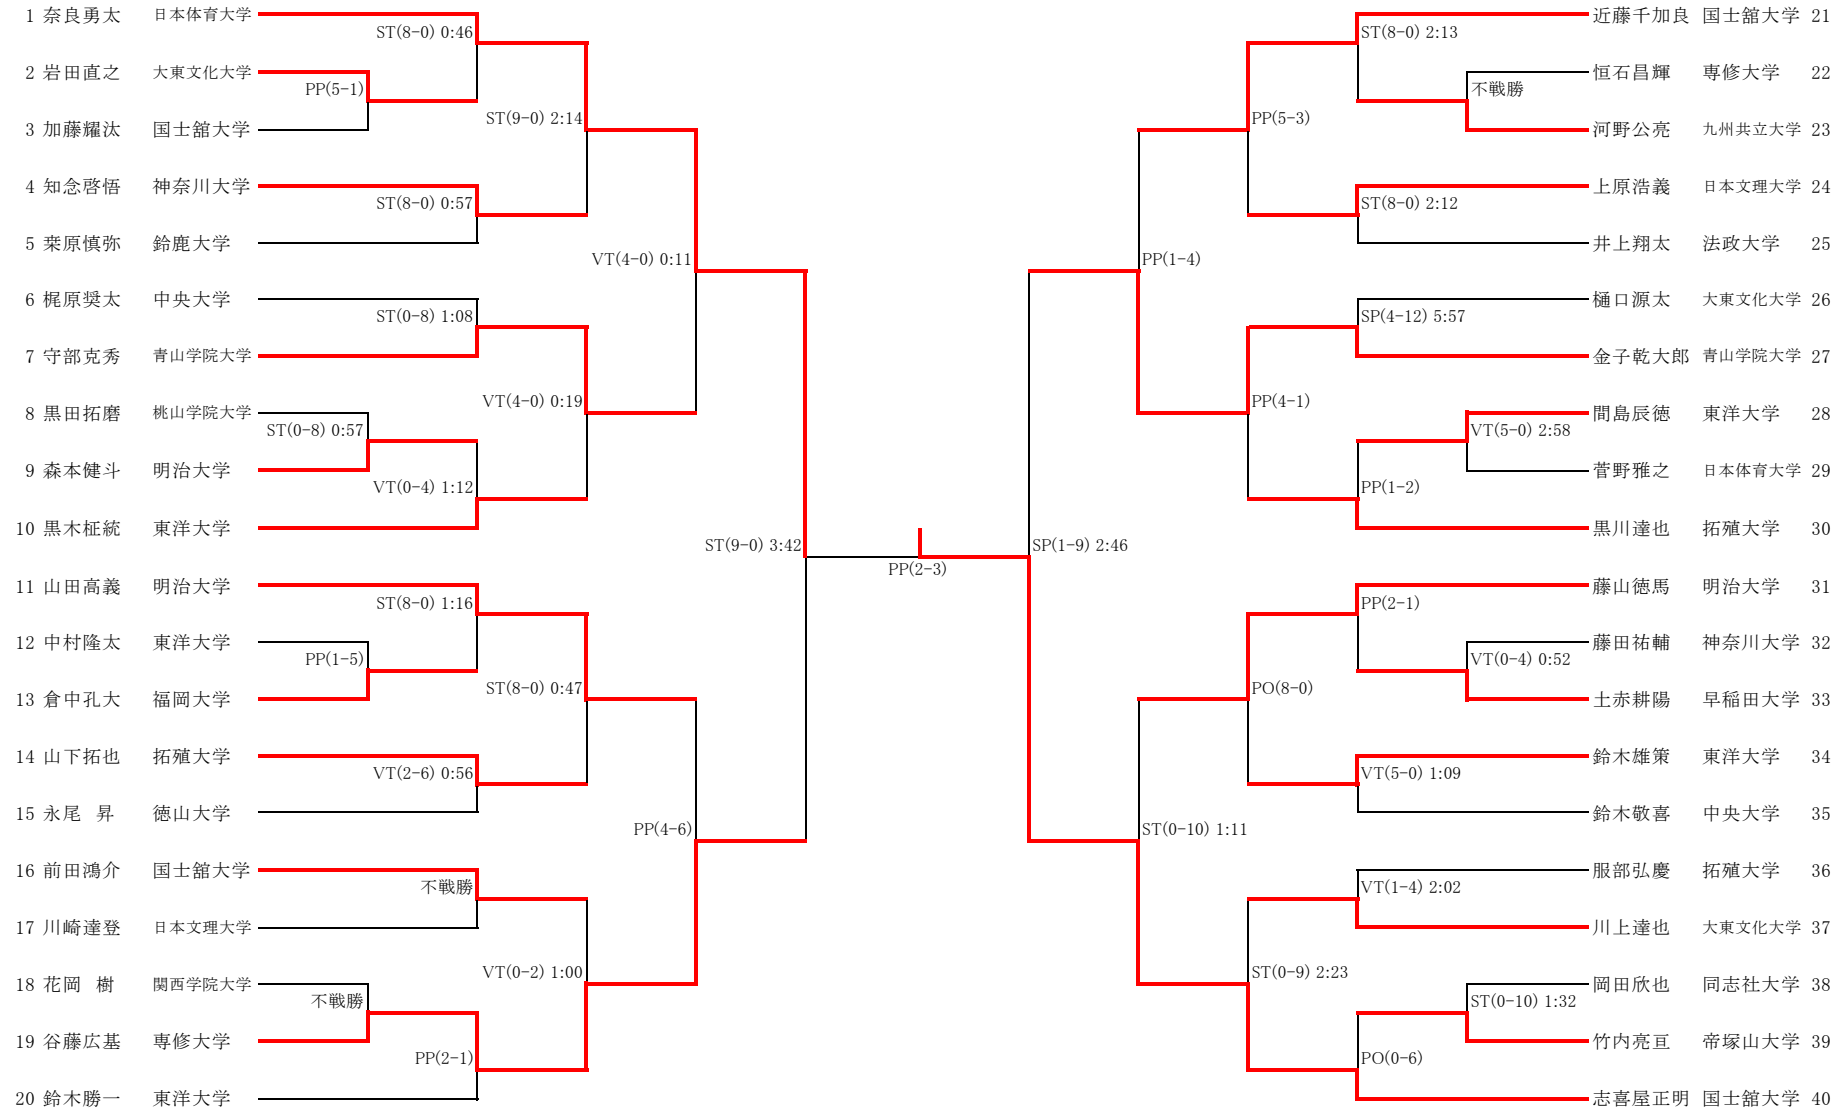 1 奈良勇太 日本体育大学
ST(8-0) 0:46
2 岩田直之 大東文化大学
PP(5-1)
3 加藤耀汰 国士舘大学
ST(9-0) 2:14
4 知念啓悟 神奈川大学
ST(8-0) 0:57
5 栞原慎弥 鈴鹿大学
VT(4-0) 0:11
6 梶原奨太 中央大学
ST(0-8) 1:08
7 守部克秀 青山学院大学
VT(4-0) 0:19
8 黒田拓磨 桃山学院大学
ST(0-8) 0:57
9 森本健斗 明治大学
VT(0-4) 1:12
10 黒木柾統 東洋大学
ST(9-0) 3:42
11 山田高義 明治大学
ST(8-0) 1:16
12 中村隆太 東洋大学
PP(1-5)
13 倉中孔大 福岡大学
ST(8-0) 0:47
14 山下拓也 拓殖大学
VT(2-6) 0:56
15 永尾 昇 徳山大学
PP(4-6)
16 前田鴻介 国士舘大学
不戦勝
17 川崎達登 日本文理大学
VT(0-2) 1:00
18 花岡 樹 関西学院大学
不戦勝
19 谷藤広基 専修大学
PP(2-1)
20 鈴木勝一 東洋大学
PP(2-3)
近藤千加良 国士舘大学 21
ST(8-0) 2:13
恒石昌輝 専修大学 22
不戦勝
河野公亮 九州共立大学 23
PP(5-3)
上原浩義 日本文理大学 24
ST(8-0) 2:12
井上翔太 法政大学 25
PP(1-4)
樋口源太 大東文化大学 26
SP(4-12) 5:57
金子乾大郎 青山学院大学 27
PP(4-1)
間島辰徳 東洋大学 28
VT(5-0) 2:58
菅野雅之 日本体育大学 29
PP(1-2)
黒川達也 拓殖大学 30
SP(1-9) 2:46
藤山徳馬 明治大学 31
PP(2-1)
藤田祐輔 神奈川大学 32
VT(0-4) 0:52
土赤耕陽 早稲田大学 33
PO(8-0)
鈴木雄策 東洋大学 34
VT(5-0) 1:09
鈴木敬喜 中央大学 35
ST(0-10) 1:11
服部弘慶 拓殖大学 36
VT(1-4) 2:02
川上達也 大東文化大学 37
ST(0-9) 2:23
岡田欣也 同志社大学 38
ST(0-10) 1:32
竹内亮亘 帝塚山大学 39
PO(0-6)
志喜屋正明 国士舘大学 40